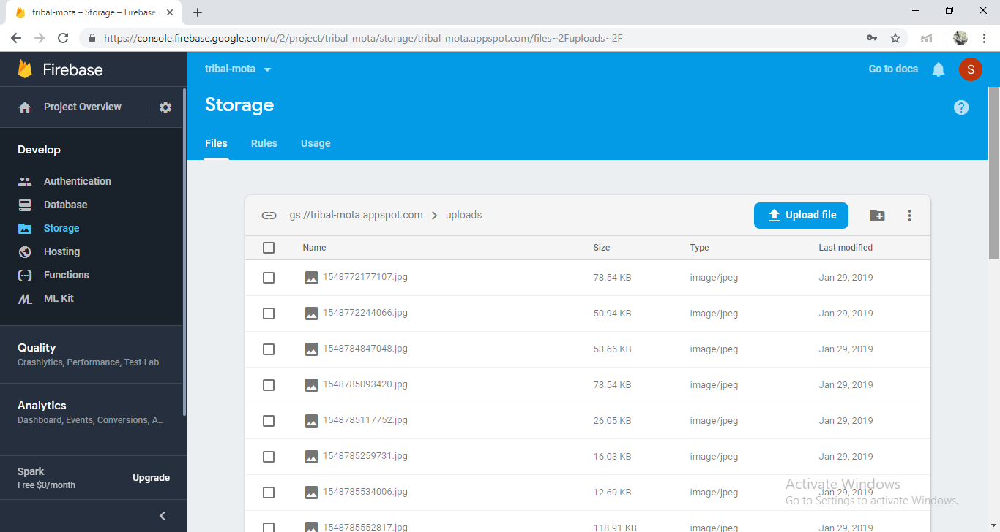 tribal-mota – Storage – Firebase
https://console.firebase.google.com/u/2/project/tribal-mota/storage/tribal-mota.appspot.com/files~2Fuploads~2F
Firebase
tribal-mota
Go to docs
S
Project Overview
Storage
?
Files Rules Usage
Develop
Authentication
Database
Storage
Hosting
Functions
ML Kit
Quality
Crashlytics, Performance, Test Lab
Analytics
Dashboard, Events, Conversions, A...
Spark
Free $0/month
Upgrade
gs://tribal-mota.appspot.com > uploads
Upload file
Name Size Type Last modified
1548772177107.jpg 78.54 KB image/jpeg Jan 29, 2019
1548772244066.jpg 50.94 KB image/jpeg Jan 29, 2019
1548784847048.jpg 53.66 KB image/jpeg Jan 29, 2019
1548785093420.jpg 78.54 KB image/jpeg Jan 29, 2019
1548785117752.jpg 26.05 KB image/jpeg Jan 29, 2019
1548785259731.jpg 16.03 KB image/jpeg Jan 29, 2019
1548785534006.jpg 12.69 KB image/jpeg Jan 29, 2019
1548785552817.jpg 118.91 KB image/jpeg Jan 29, 2019
Activate Windows
Go to Settings to activate Windows.